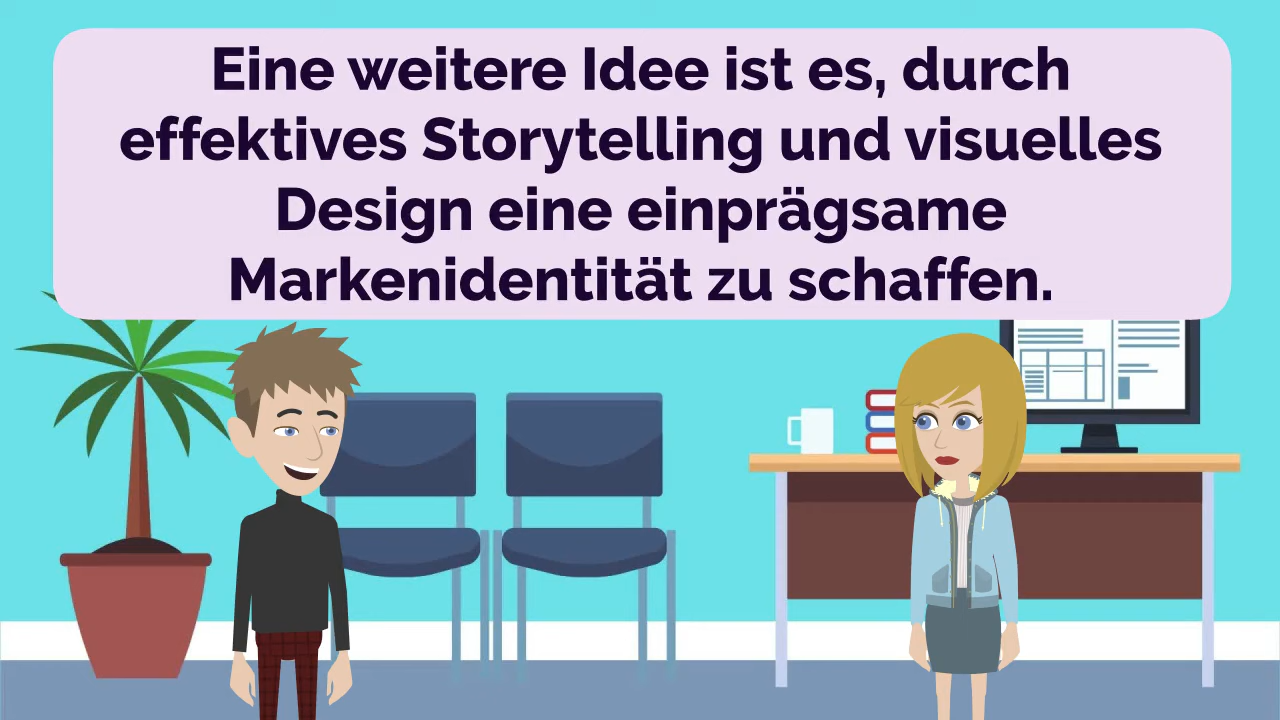 Eine weitere Idee ist es, durch
effektives Storytelling und visuelles
Design eine einprägsame
Markenidentität zu schaffen.